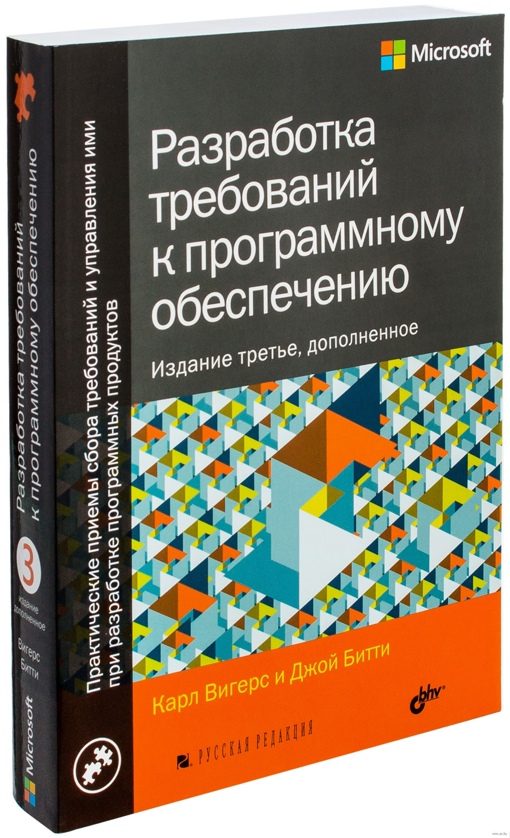 Microsoft
Разработка
требований
к программному
обеспечению
Издание третье, дополненное
Карл Вигерс и Джой Битти
РУССКАЯ РЕДАКЦИЯ
bhv®
Практические приемы сбора требований и управления ими
при разработке программных продуктов
Разработка требований
к программному обеспечению
3
издание
дополненное
Вигерс
Битти
Microsoft